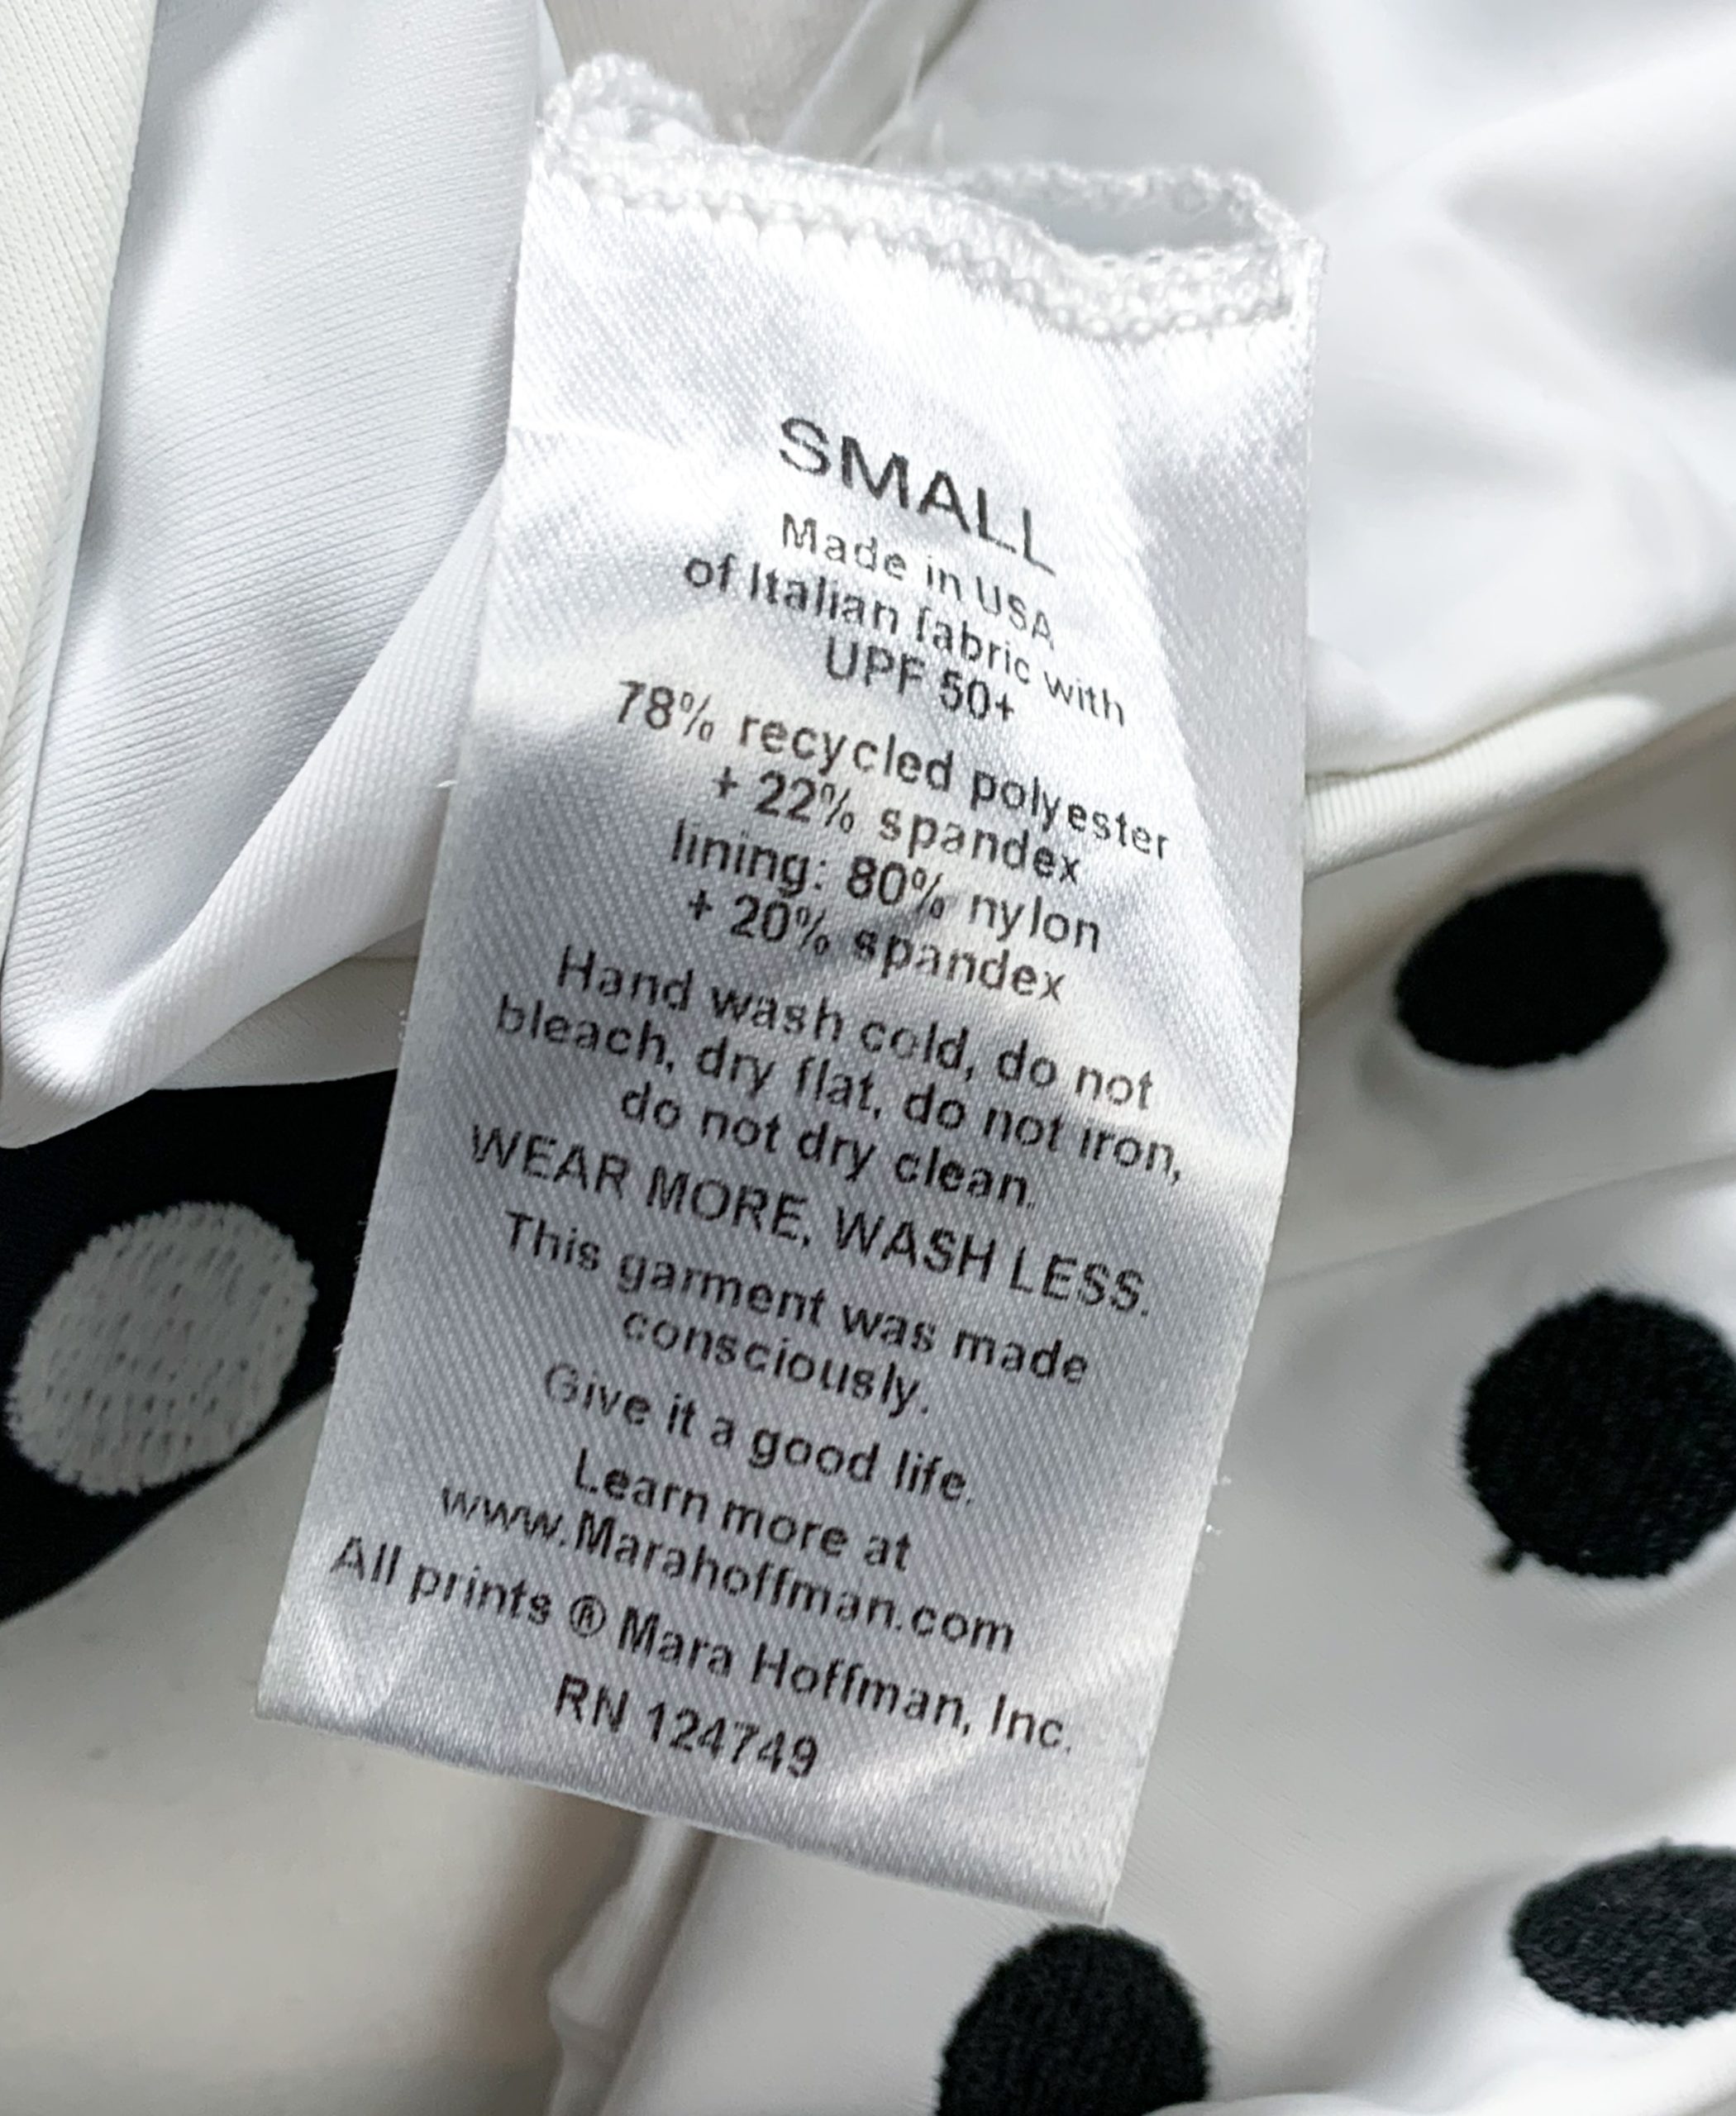 SMALL
Made in USA
of Italian fabric with
UPF 50+
78% recycled polyester
+ 22% spandex
lining: 80% nylon
+ 20% spandex
Hand wash cold, do not
bleach, dry flat, do not iron,
do not dry clean.
WEAR MORE, WASH LESS.
This garment was made
consciously.
Give it a good life.
Learn more at
www.Marahoffman.com
All prints ® Mara Hoffman, Inc.
RN 124749